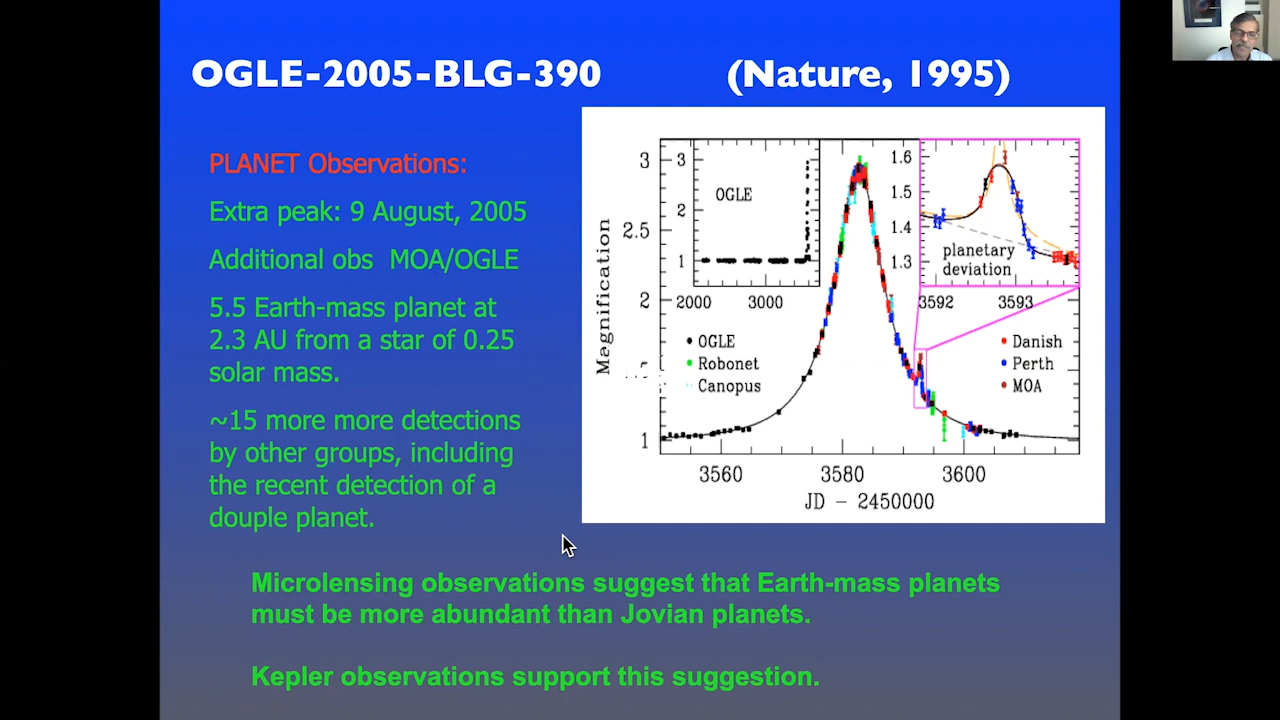 OGLE-2005-BLG-390 (Nature, 1995)
PLANET Observations:
Extra peak: 9 August, 2005
Additional obs MOA/OGLE
5.5 Earth-mass planet at
2.3 AU from a star of 0.25
solar mass.
~15 more more detections
by other groups, including
the recent detection of a
douple planet.
3
2.5
2
1
Magnification
3560 3580 3600
JD - 2450000
3
2
1
OGLE
2000 3000
1.6
1.5
1.4
1.3
planetary
deviation
3592 3593
OGLE
Robonet
Canopus
Danish
Perth
MOA
Microlensing observations suggest that Earth-mass planets
must be more abundant than Jovian planets.
Kepler observations support this suggestion.